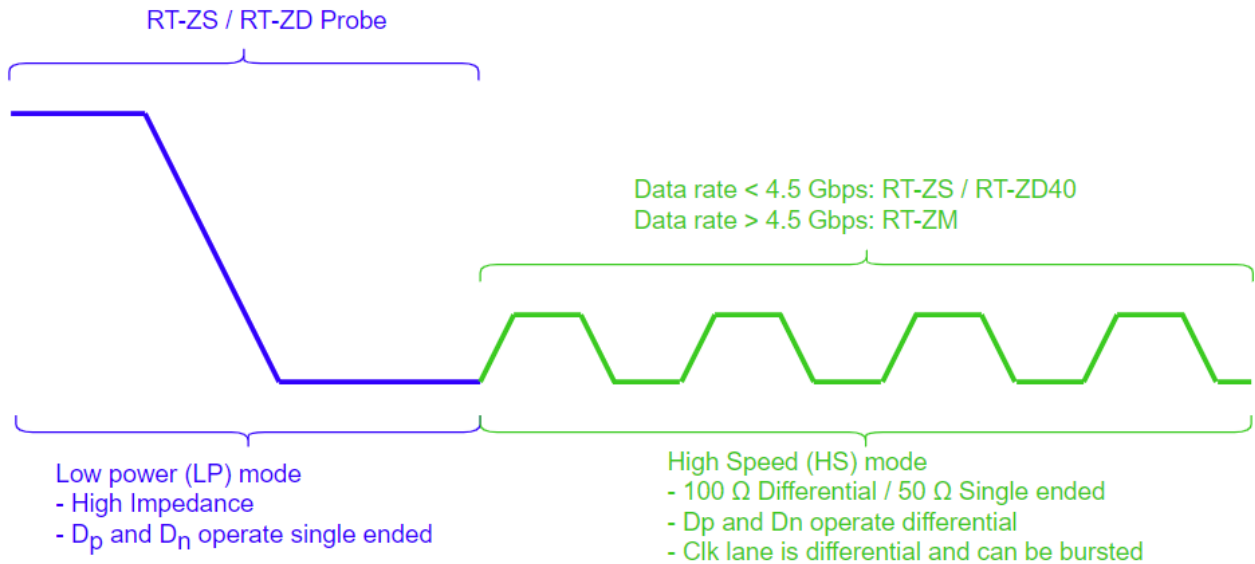 RT-ZS / RT-ZD Probe
Data rate < 4.5 Gbps: RT-ZS / RT-ZD40
Data rate > 4.5 Gbps: RT-ZM
Low power (LP) mode
- High Impedance
- Dp and Dn operate single ended
High Speed (HS) mode
- 100 Ω Differential / 50 Ω Single ended
- Dp and Dn operate differential
- Clk lane is differential and can be bursted